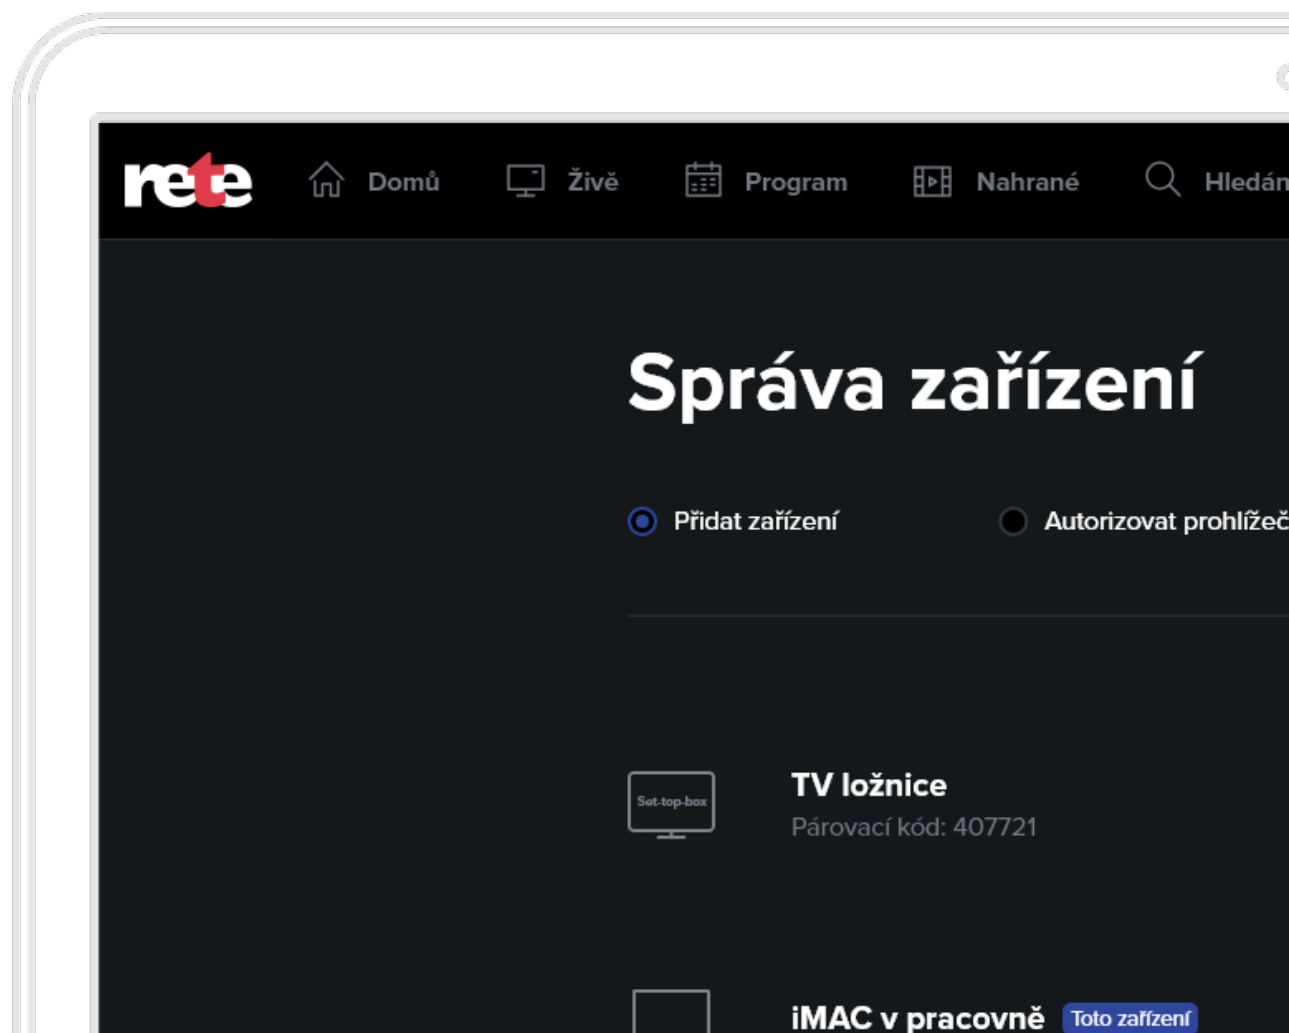 rete Domů Živě Program Nahrané Hledán
Správa zařízení
Přidat zařízení Autorizovat prohlížeč
Set-top-box
TV ložnice
Párovací kód: 407721
iMAC v pracovně Toto zařízení